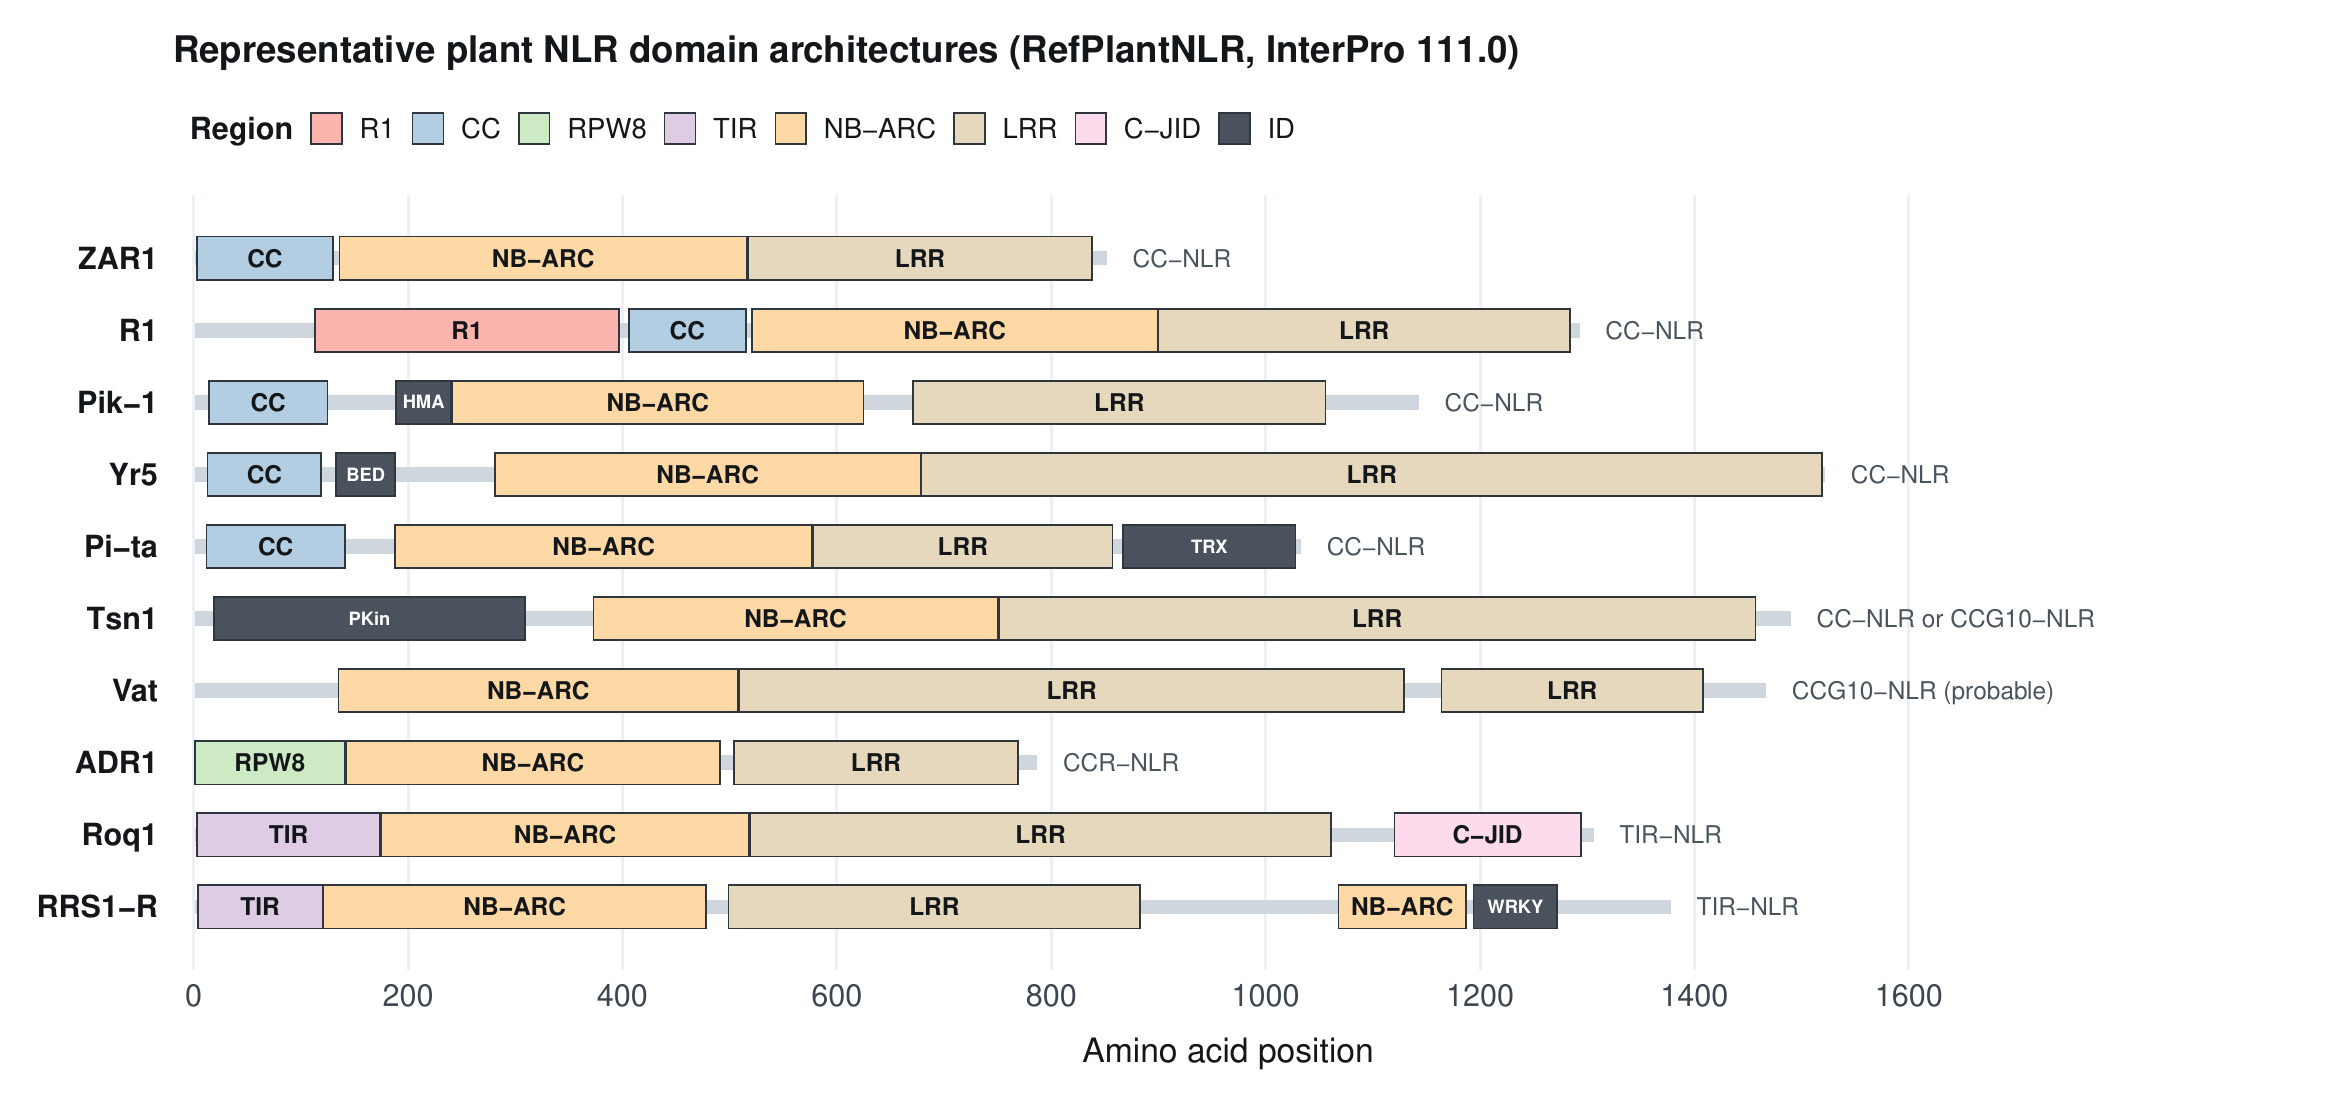 Representative plant NLR domain architectures (RefPlantNLR, InterPro 111.0)
Region R1 CC RPW8 TIR NB−ARC LRR C−JID ID
ZAR1 CC NB−ARC LRR CC−NLR
R1 R1 CC NB−ARC LRR CC−NLR
Pik−1 CC HMA NB−ARC LRR CC−NLR
Yr5 CC BED NB−ARC LRR CC−NLR
Pi−ta CC NB−ARC LRR TRX CC−NLR
Tsn1 PKin NB−ARC LRR CC−NLR or CCG10−NLR
Vat NB−ARC LRR LRR CCG10−NLR (probable)
ADR1 RPW8 NB−ARC LRR CCR−NLR
Roq1 TIR NB−ARC LRR C−JID TIR−NLR
RRS1−R TIR NB−ARC LRR NB−ARC WRKY TIR−NLR
0 200 400 600 800 1000 1200 1400 1600
Amino acid position